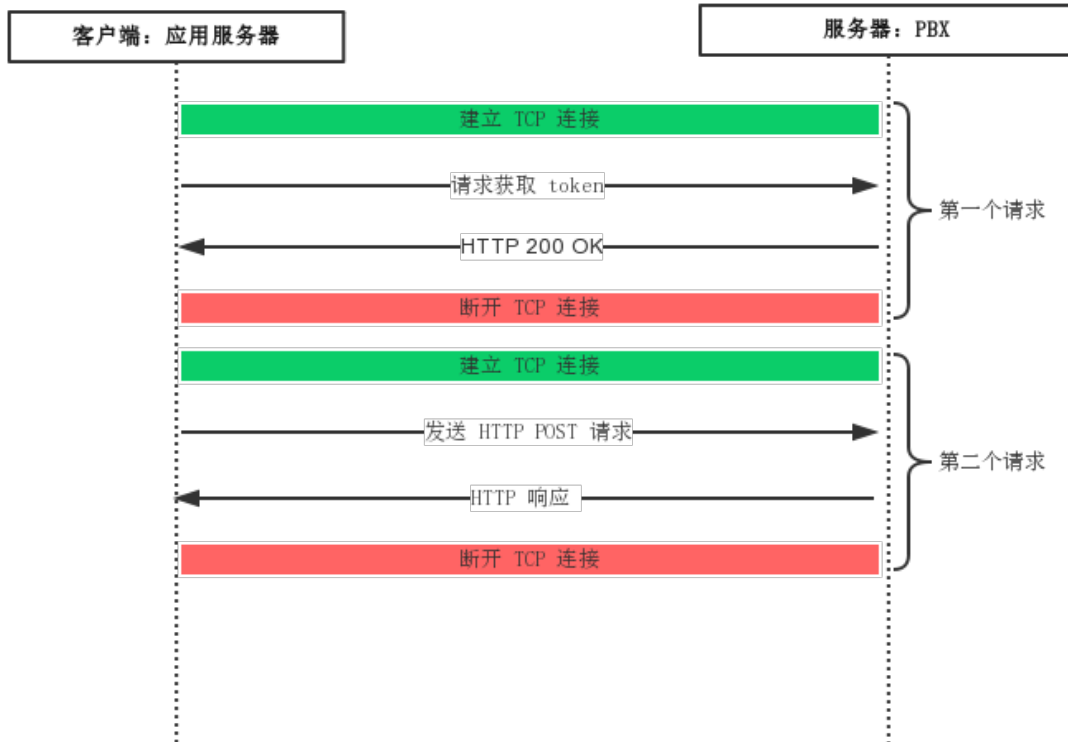 客户端：应用服务器
服务器：PBX
建立 TCP 连接
请求获取 token
第一个请求
HTTP 200 OK
断开 TCP 连接
建立 TCP 连接
发送 HTTP POST 请求
第二个请求
HTTP 响应
断开 TCP 连接